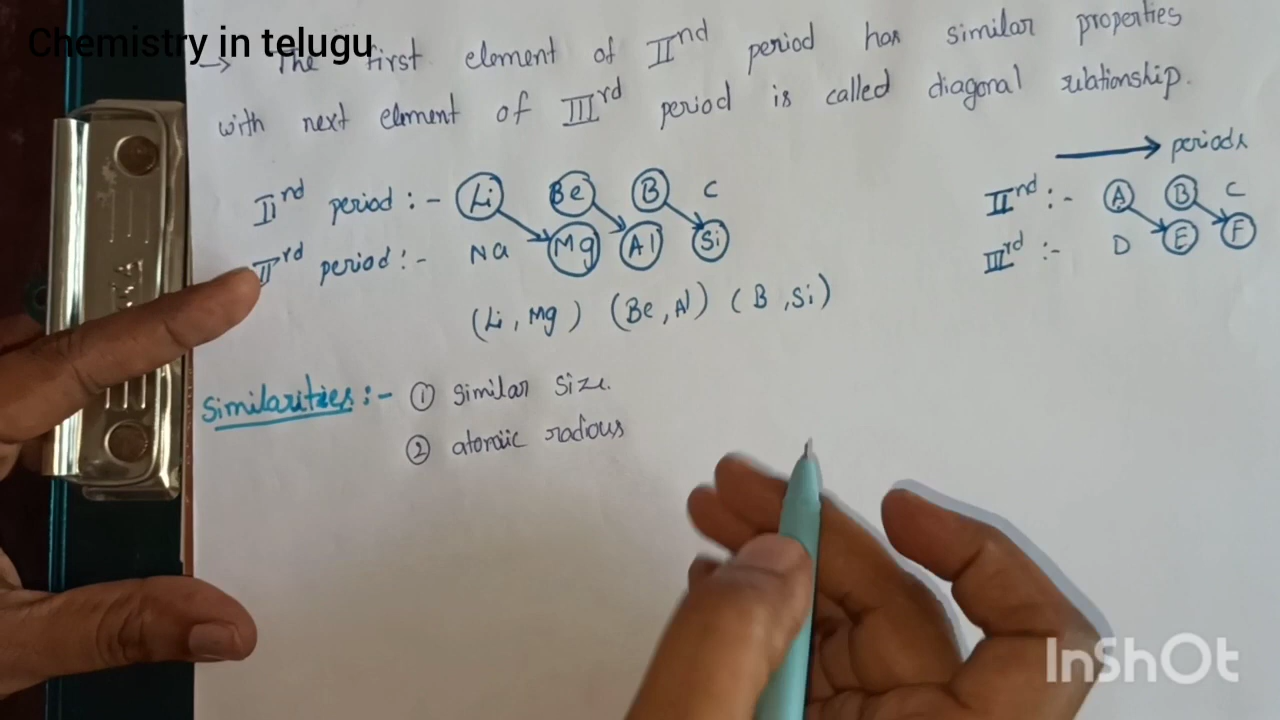 Chemistry in telugu
→ The first element of IInd period has similar properties
with next element of IIIrd period is called diagonal relationship.
→ periods
IInd period :- Li Be B C
IIrd period :- Na Mg Al Si
(Li, Mg) (Be, Al) (B, Si)
IInd :- A B C
IIIrd :- D E F
Similarities :- ① Similar Size.
② atomic radious
InShOt